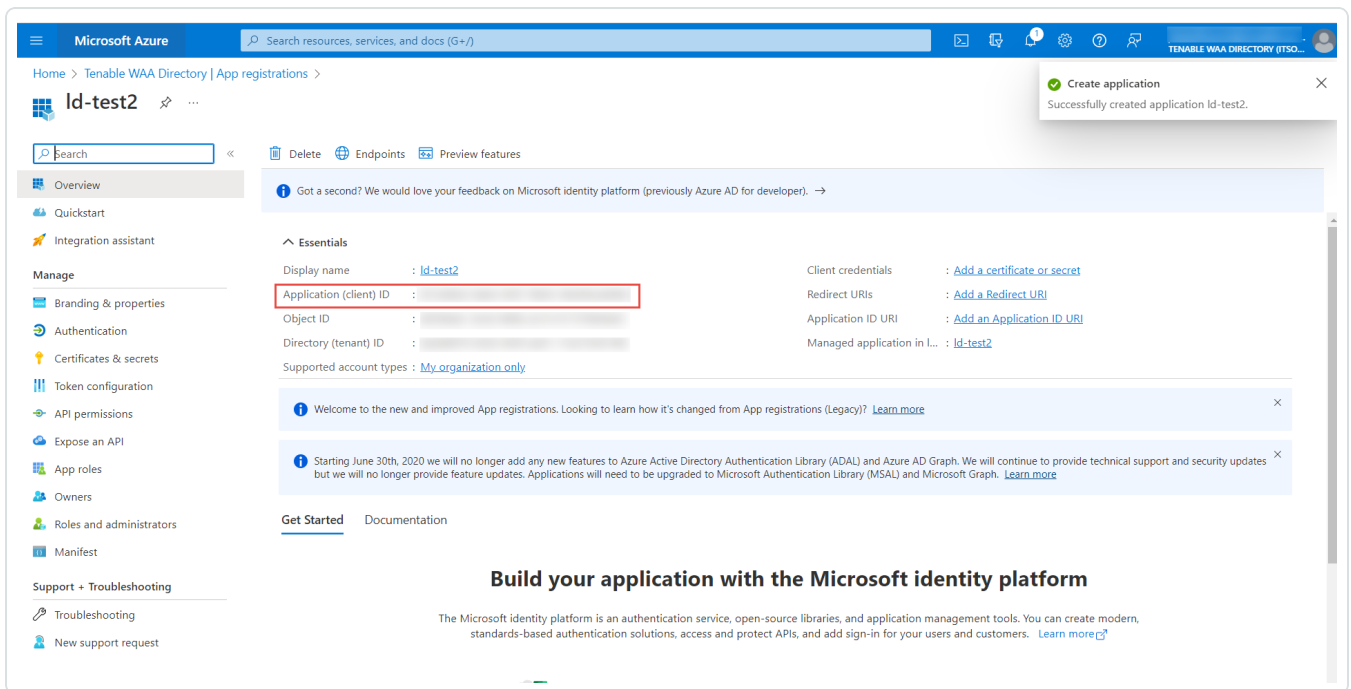 Microsoft Azure
Search resources, services, and docs (G+/)
1
TENABLE WAA DIRECTORY (ITSO...
Home > Tenable WAA Directory | App registrations >
ld-test2
...
Create application
Successfully created application ld-test2.
Search
«
Delete
Endpoints
Preview features
Got a second? We would love your feedback on Microsoft identity platform (previously Azure AD for developer). →
Overview
Quickstart
Integration assistant
Manage
Branding & properties
Authentication
Certificates & secrets
Token configuration
API permissions
Expose an API
App roles
Owners
Roles and administrators
Manifest
Support + Troubleshooting
Troubleshooting
New support request
Essentials
Display name : ld-test2
Application (client) ID :
Object ID :
Directory (tenant) ID :
Supported account types : My organization only
Client credentials : Add a certificate or secret
Redirect URIs : Add a Redirect URI
Application ID URI : Add an Application ID URI
Managed application in l... : ld-test2
Welcome to the new and improved App registrations. Looking to learn how it's changed from App registrations (Legacy)? Learn more
Starting June 30th, 2020 we will no longer add any new features to Azure Active Directory Authentication Library (ADAL) and Azure AD Graph. We will continue to provide technical support and security updates
but we will no longer provide feature updates. Applications will need to be upgraded to Microsoft Authentication Library (MSAL) and Microsoft Graph. Learn more
Get Started
Documentation
Build your application with the Microsoft identity platform
The Microsoft identity platform is an authentication service, open-source libraries, and application management tools. You can create modern,
standards-based authentication solutions, access and protect APIs, and add sign-in for your users and customers. Learn more